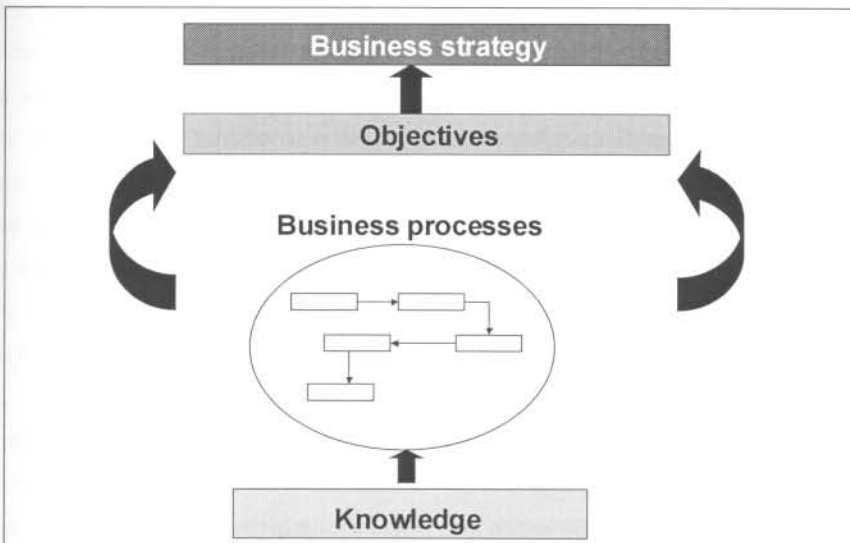 Business strategy
Objectives
Business processes
Knowledge